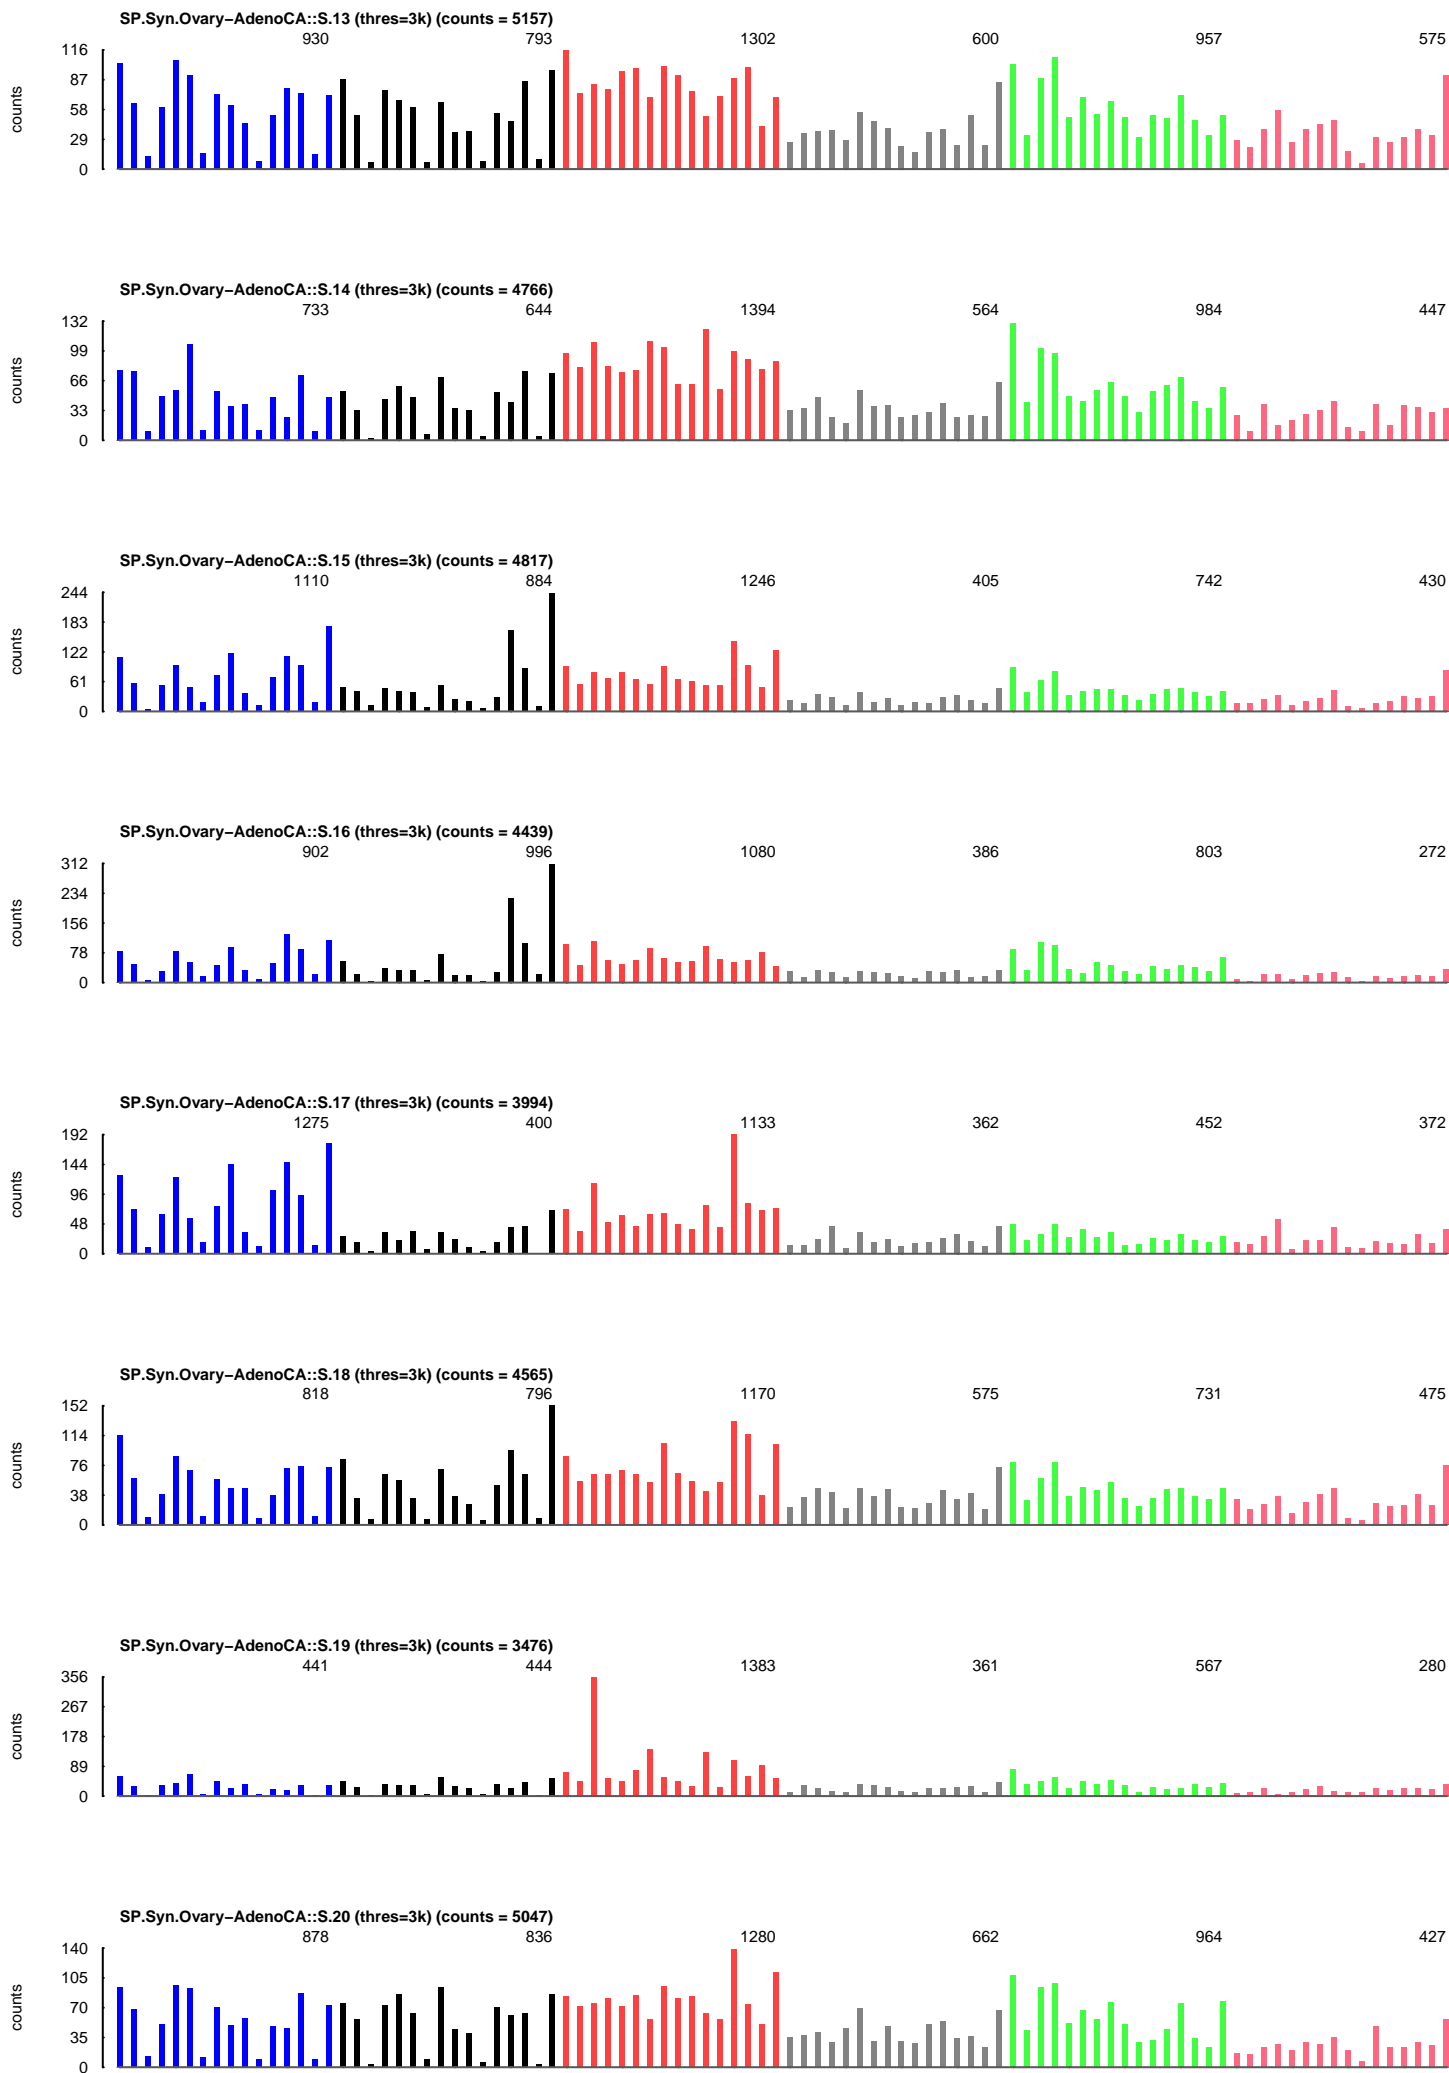 SP.Syn.Ovary−AdenoCA::S.13 (thres=3k) (counts = 5157)
930 793 1302 600 957 575
116
87
58
29
0
counts
SP.Syn.Ovary−AdenoCA::S.14 (thres=3k) (counts = 4766)
733 644 1394 564 984 447
132
99
66
33
0
counts
SP.Syn.Ovary−AdenoCA::S.15 (thres=3k) (counts = 4817)
1110 884 1246 405 742 430
244
183
122
61
0
counts
SP.Syn.Ovary−AdenoCA::S.16 (thres=3k) (counts = 4439)
902 996 1080 386 803 272
312
234
156
78
0
counts
SP.Syn.Ovary−AdenoCA::S.17 (thres=3k) (counts = 3994)
1275 400 1133 362 452 372
192
144
96
48
0
counts
SP.Syn.Ovary−AdenoCA::S.18 (thres=3k) (counts = 4565)
818 796 1170 575 731 475
152
114
76
38
0
counts
SP.Syn.Ovary−AdenoCA::S.19 (thres=3k) (counts = 3476)
441 444 1383 361 567 280
356
267
178
89
0
counts
SP.Syn.Ovary−AdenoCA::S.20 (thres=3k) (counts = 5047)
878 836 1280 662 964 427
140
105
70
35
0
counts